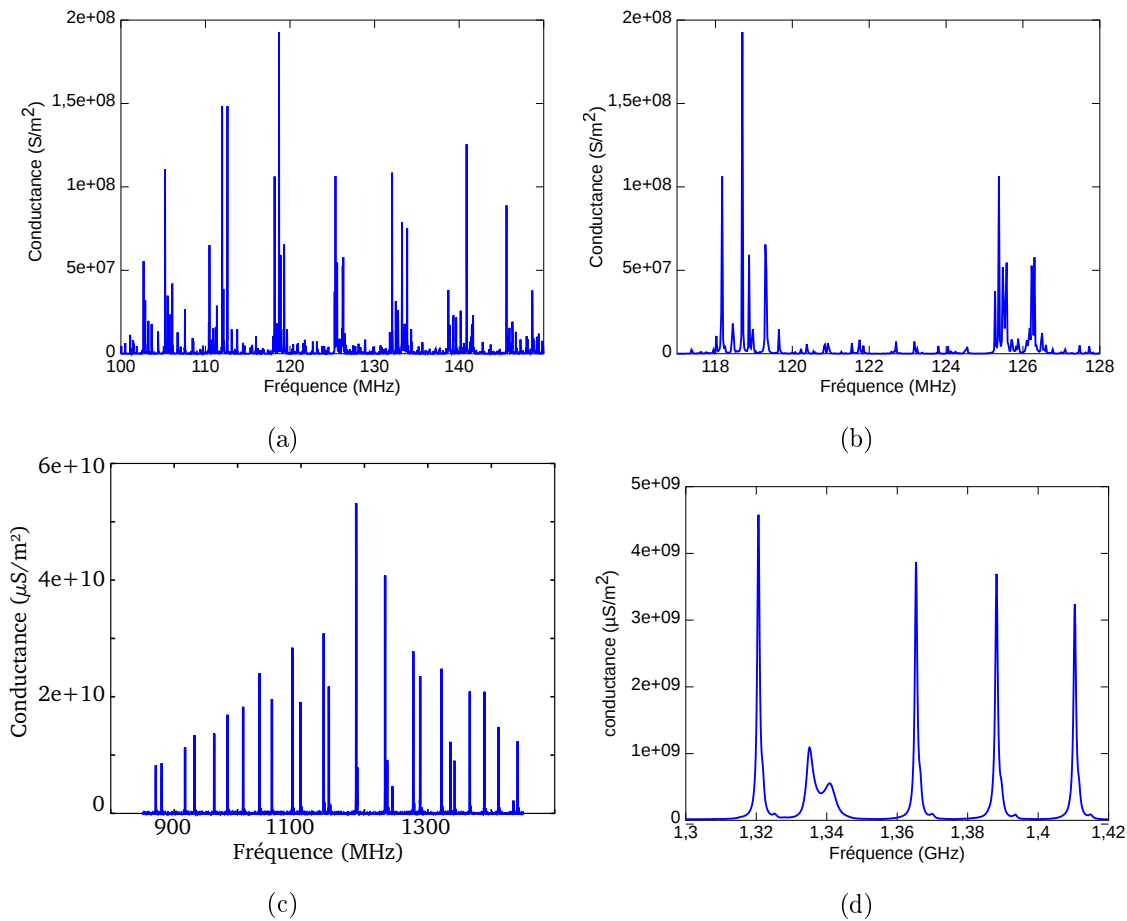 2e+08
1,5e+08
1e+08
5e+07
0
Conductance (S/m2)
100 110 120 130 140
Fréquence (MHz)
(a)
2e+08
1,5e+08
1e+08
5e+07
0
Conductance (S/m2)
118 120 122 124 126 128
Fréquence (MHz)
(b)
6e+10
4e+10
2e+10
0
Conductance (μS/m²)
900 1100 1300
Fréquence (MHz)
(c)
5e+09
4e+09
3e+09
2e+09
1e+09
0
conductance (µS/m2)
1,3 1,32 1,34 1,36 1,38 1,4 1,42
Fréquence (GHz)
(d)